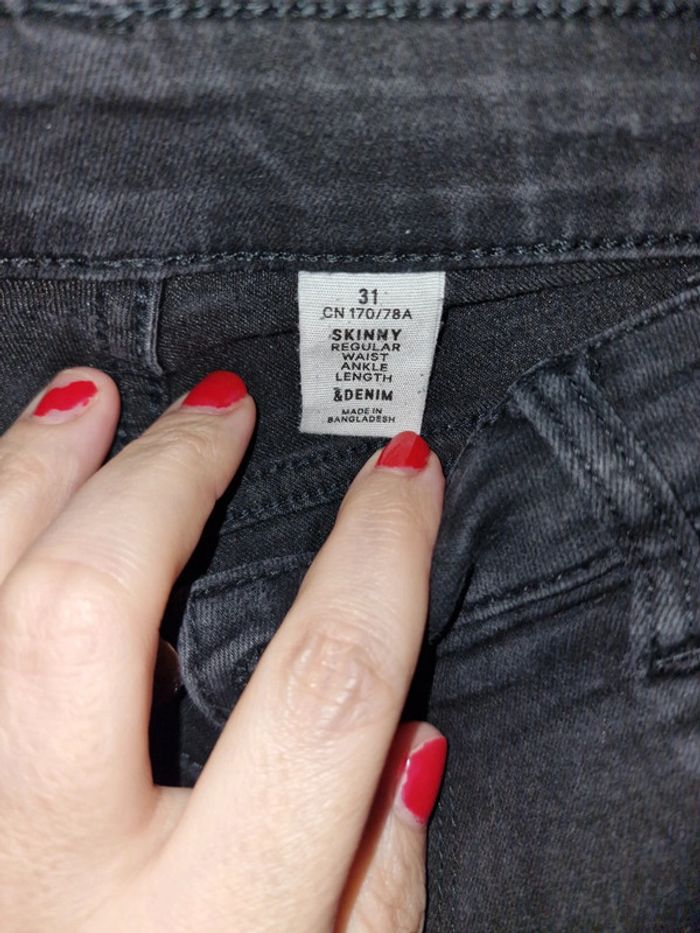 31
CN 170/78A
SKINNY
REGULAR
WAIST
ANKLE
LENGTH
&DENIM
MADE IN
BANGLADESH